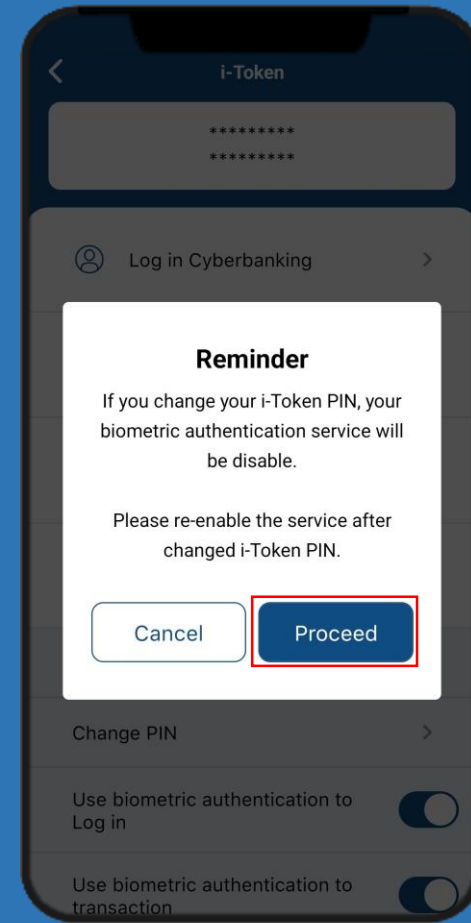 i-Token
*********
*********
Log in Cyberbanking
Reminder
If you change your i-Token PIN, your
biometric authentication service will
be disable.
Please re-enable the service after
changed i-Token PIN.
Cancel
Proceed
Change PIN
Use biometric authentication to
Log in
Use biometric authentication to
transaction